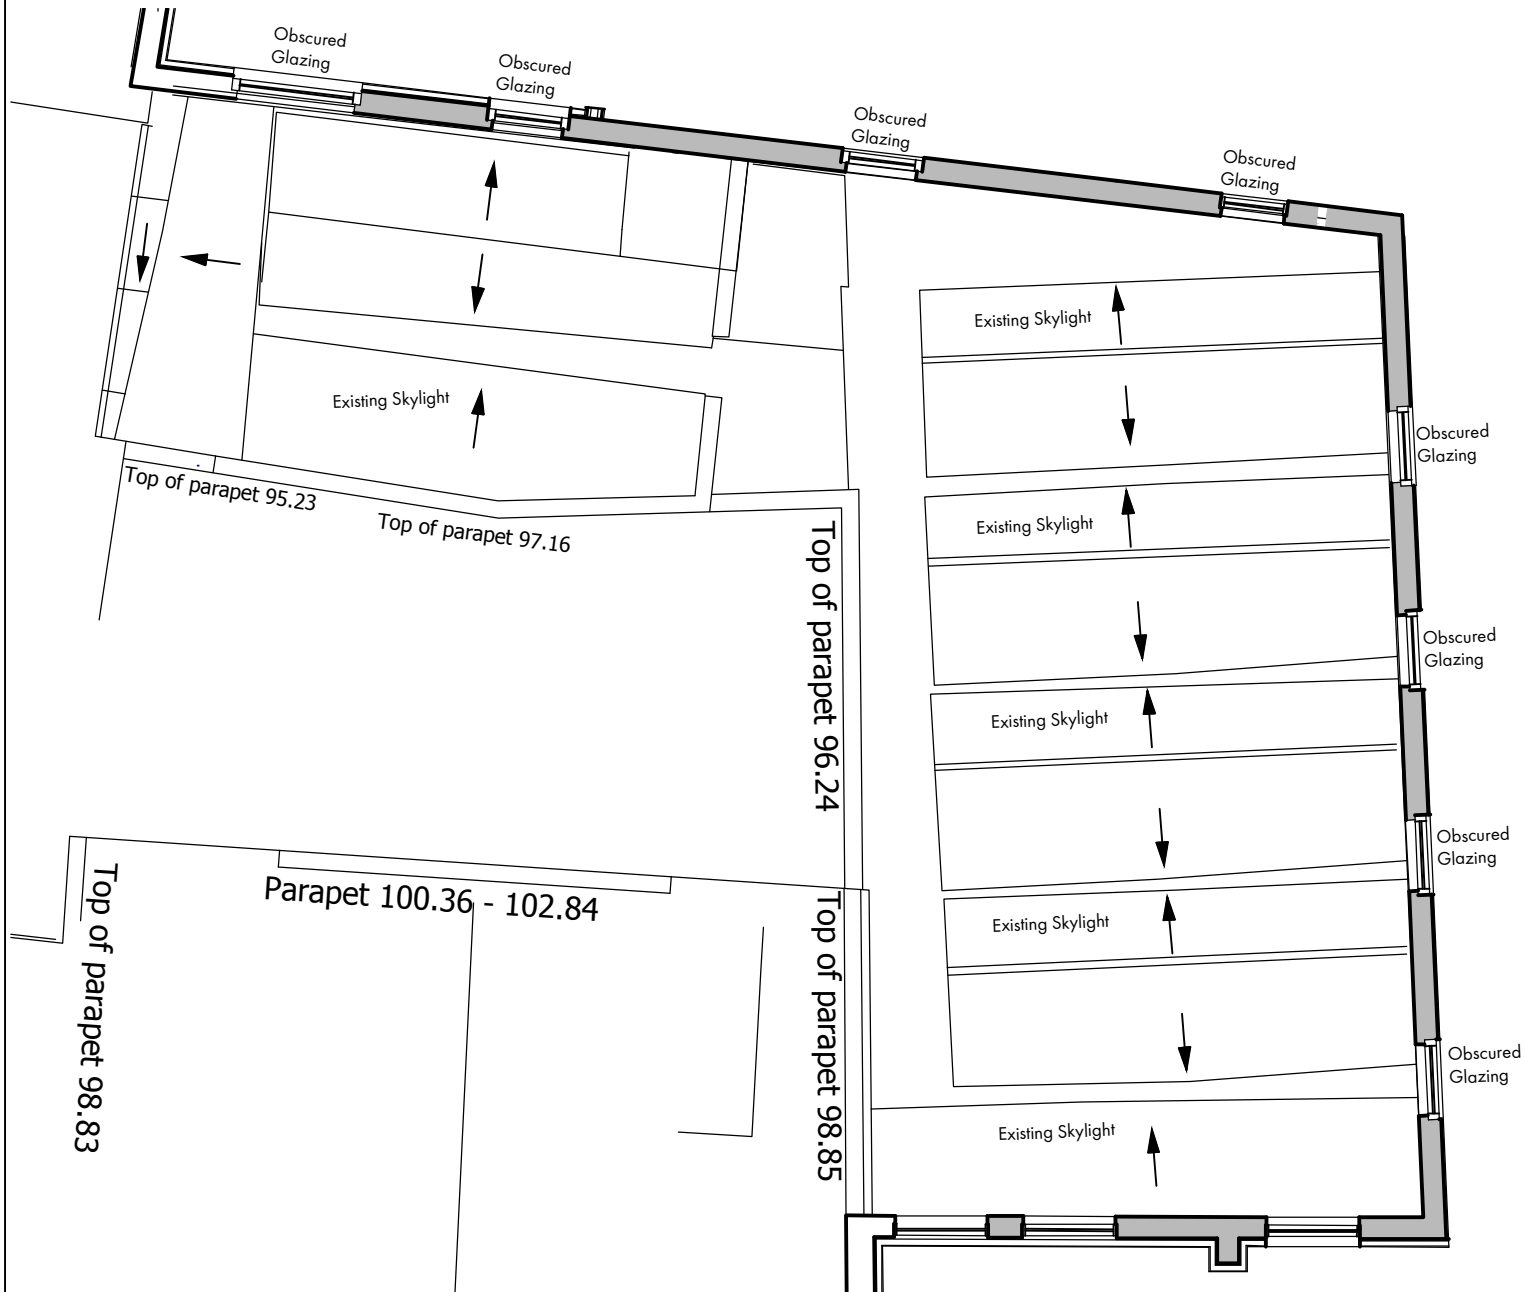 Obscured
Glazing
Obscured
Glazing
Obscured
Glazing
Obscured
Glazing
Existing Skylight
Existing Skylight
Obscured
Glazing
Top of parapet 95.23
Top of parapet 97.16
Existing Skylight
Top of parapet 96.24
Obscured
Glazing
Existing Skylight
Obscured
Glazing
Parapet 100.36 - 102.84
Top of parapet 98.83
Top of parapet 98.85
Existing Skylight
Obscured
Glazing
Existing Skylight